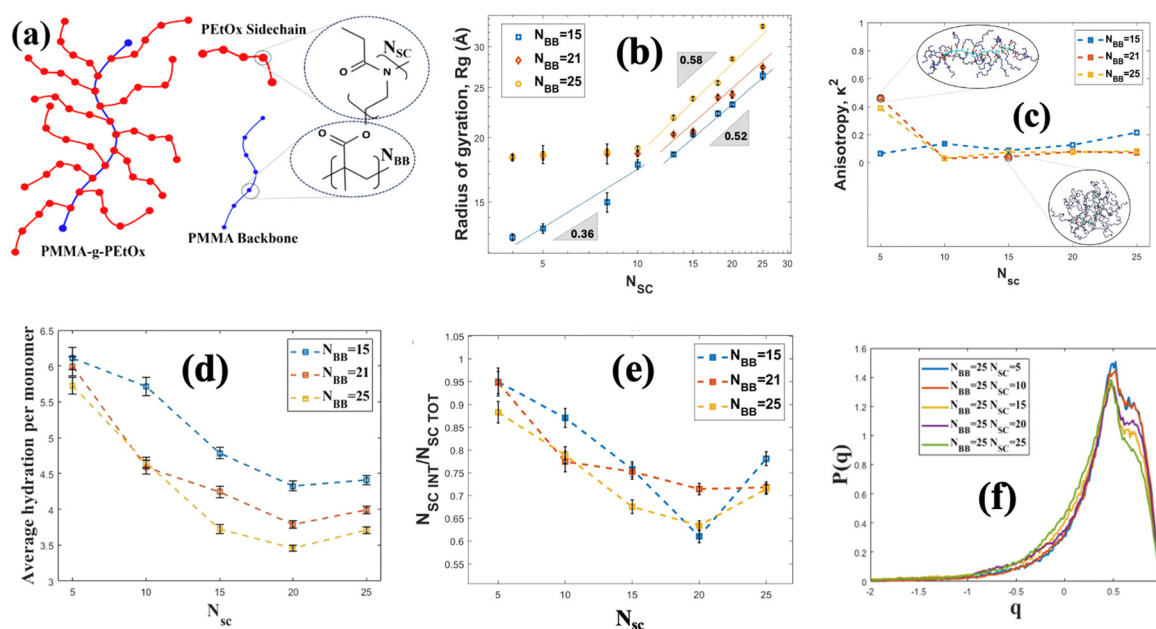 (a)
PEtOx Sidechain
N_SC
O
N
O
O
N_BB
PMMA Backbone
PMMA-g-PEtOx
(b)
Radius of gyration, Rg (Å)
30
25
20
15
N_BB=15
N_BB=21
N_BB=25
0.58
0.52
0.36
5 10 15 20 25 30
N_SC
(c)
Anisotropy, κ²
1
0.8
0.6
0.4
0.2
0
N_BB=15
N_BB=21
N_BB=25
5 10 15 20 25
N_sc
(d)
Average hydration per monomer
6.5
6
5.5
5
4.5
4
3.5
3
N_BB=15
N_BB=21
N_BB=25
5 10 15 20 25
N_sc
(e)
N_SC INT/N_SC TOT
1.05
1
0.95
0.9
0.85
0.8
0.75
0.7
0.65
0.6
0.55
N_BB=15
N_BB=21
N_BB=25
5 10 15 20 25
N_sc
(f)
P(q)
1.6
1.4
1.2
1
0.8
0.6
0.4
0.2
0
N_BB=25 N_SC=5
N_BB=25 N_SC=10
N_BB=25 N_SC=15
N_BB=25 N_SC=20
N_BB=25 N_SC=25
-2 -1.5 -1 -0.5 0 0.5
q